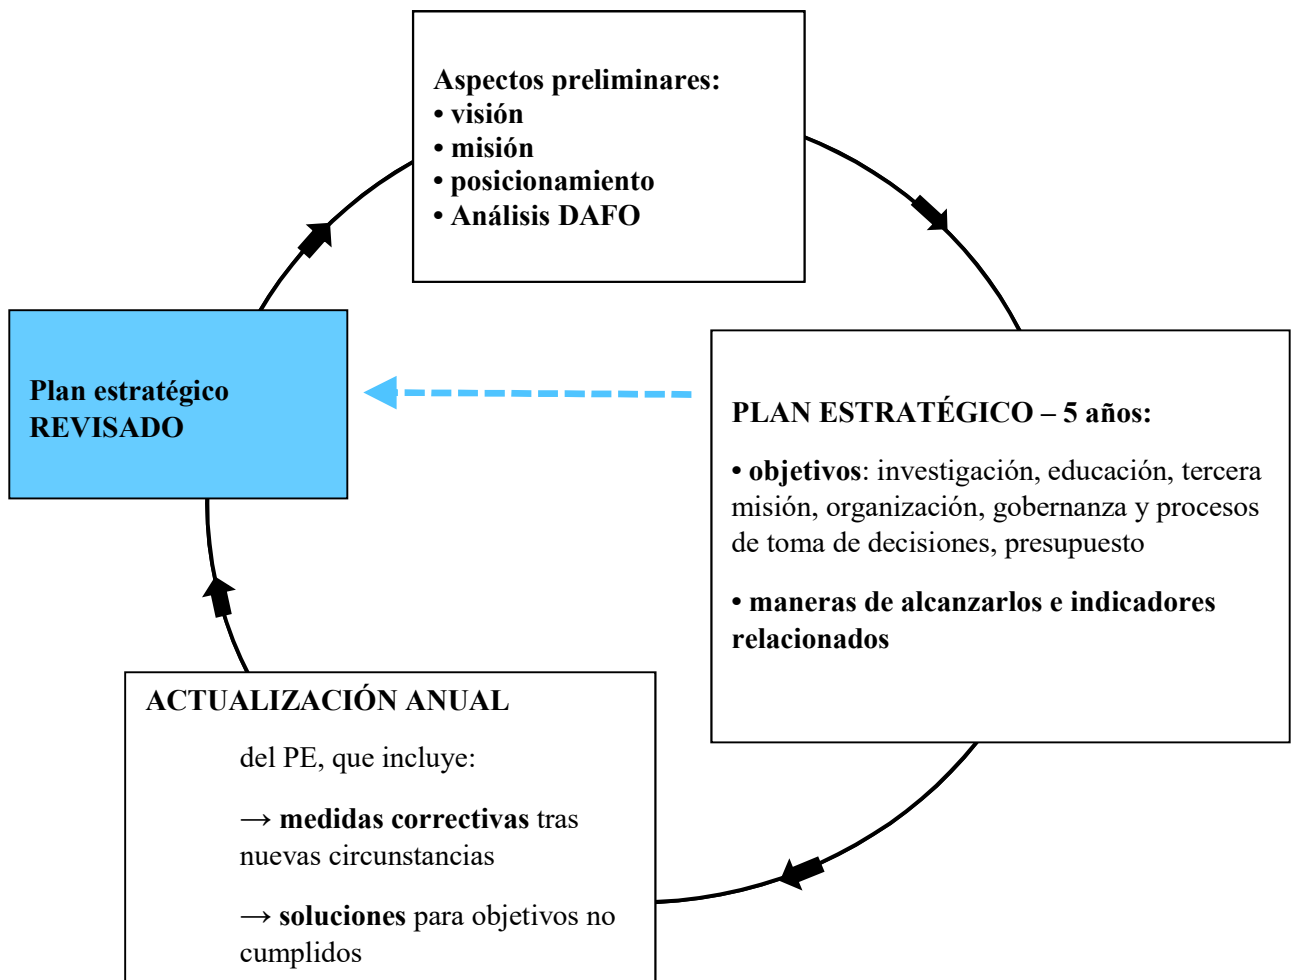 Aspectos preliminares:
• visión
• misión
• posicionamiento
• Análisis DAFO
Plan estratégico
REVISADO
PLAN ESTRATÉGICO – 5 años:
• objetivos: investigación, educación, tercera
misión, organización, gobernanza y procesos
de toma de decisiones, presupuesto
• maneras de alcanzarlos e indicadores
relacionados
ACTUALIZACIÓN ANUAL
del PE, que incluye:
→ medidas correctivas tras
nuevas circunstancias
→ soluciones para objetivos no
cumplidos